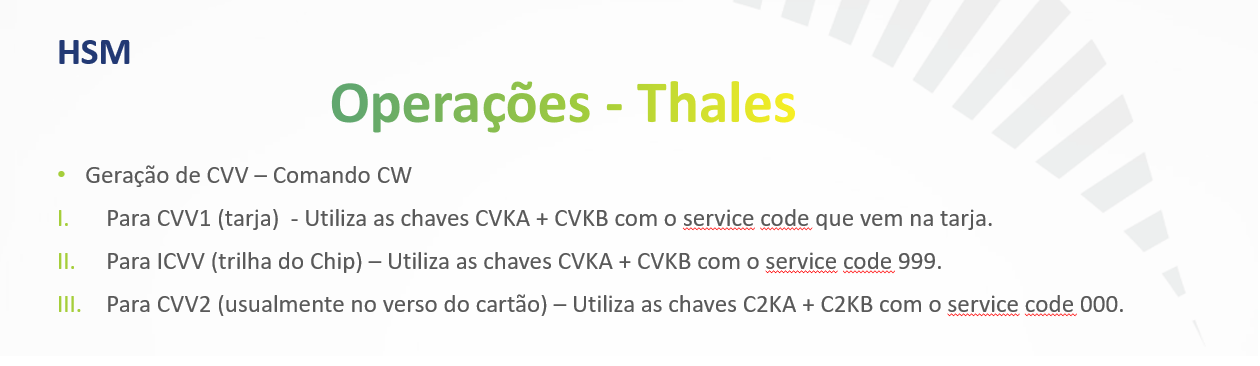 HSM
Operações - Thales
• Geração de CVV – Comando CW
I. Para CVV1 (tarja)  - Utiliza as chaves CVKA + CVKB com o service code que vem na tarja.
II. Para ICVV (trilha do Chip) – Utiliza as chaves CVKA + CVKB com o service code 999.
III. Para CVV2 (usualmente no verso do cartão) – Utiliza as chaves C2KA + C2KB com o service code 000.